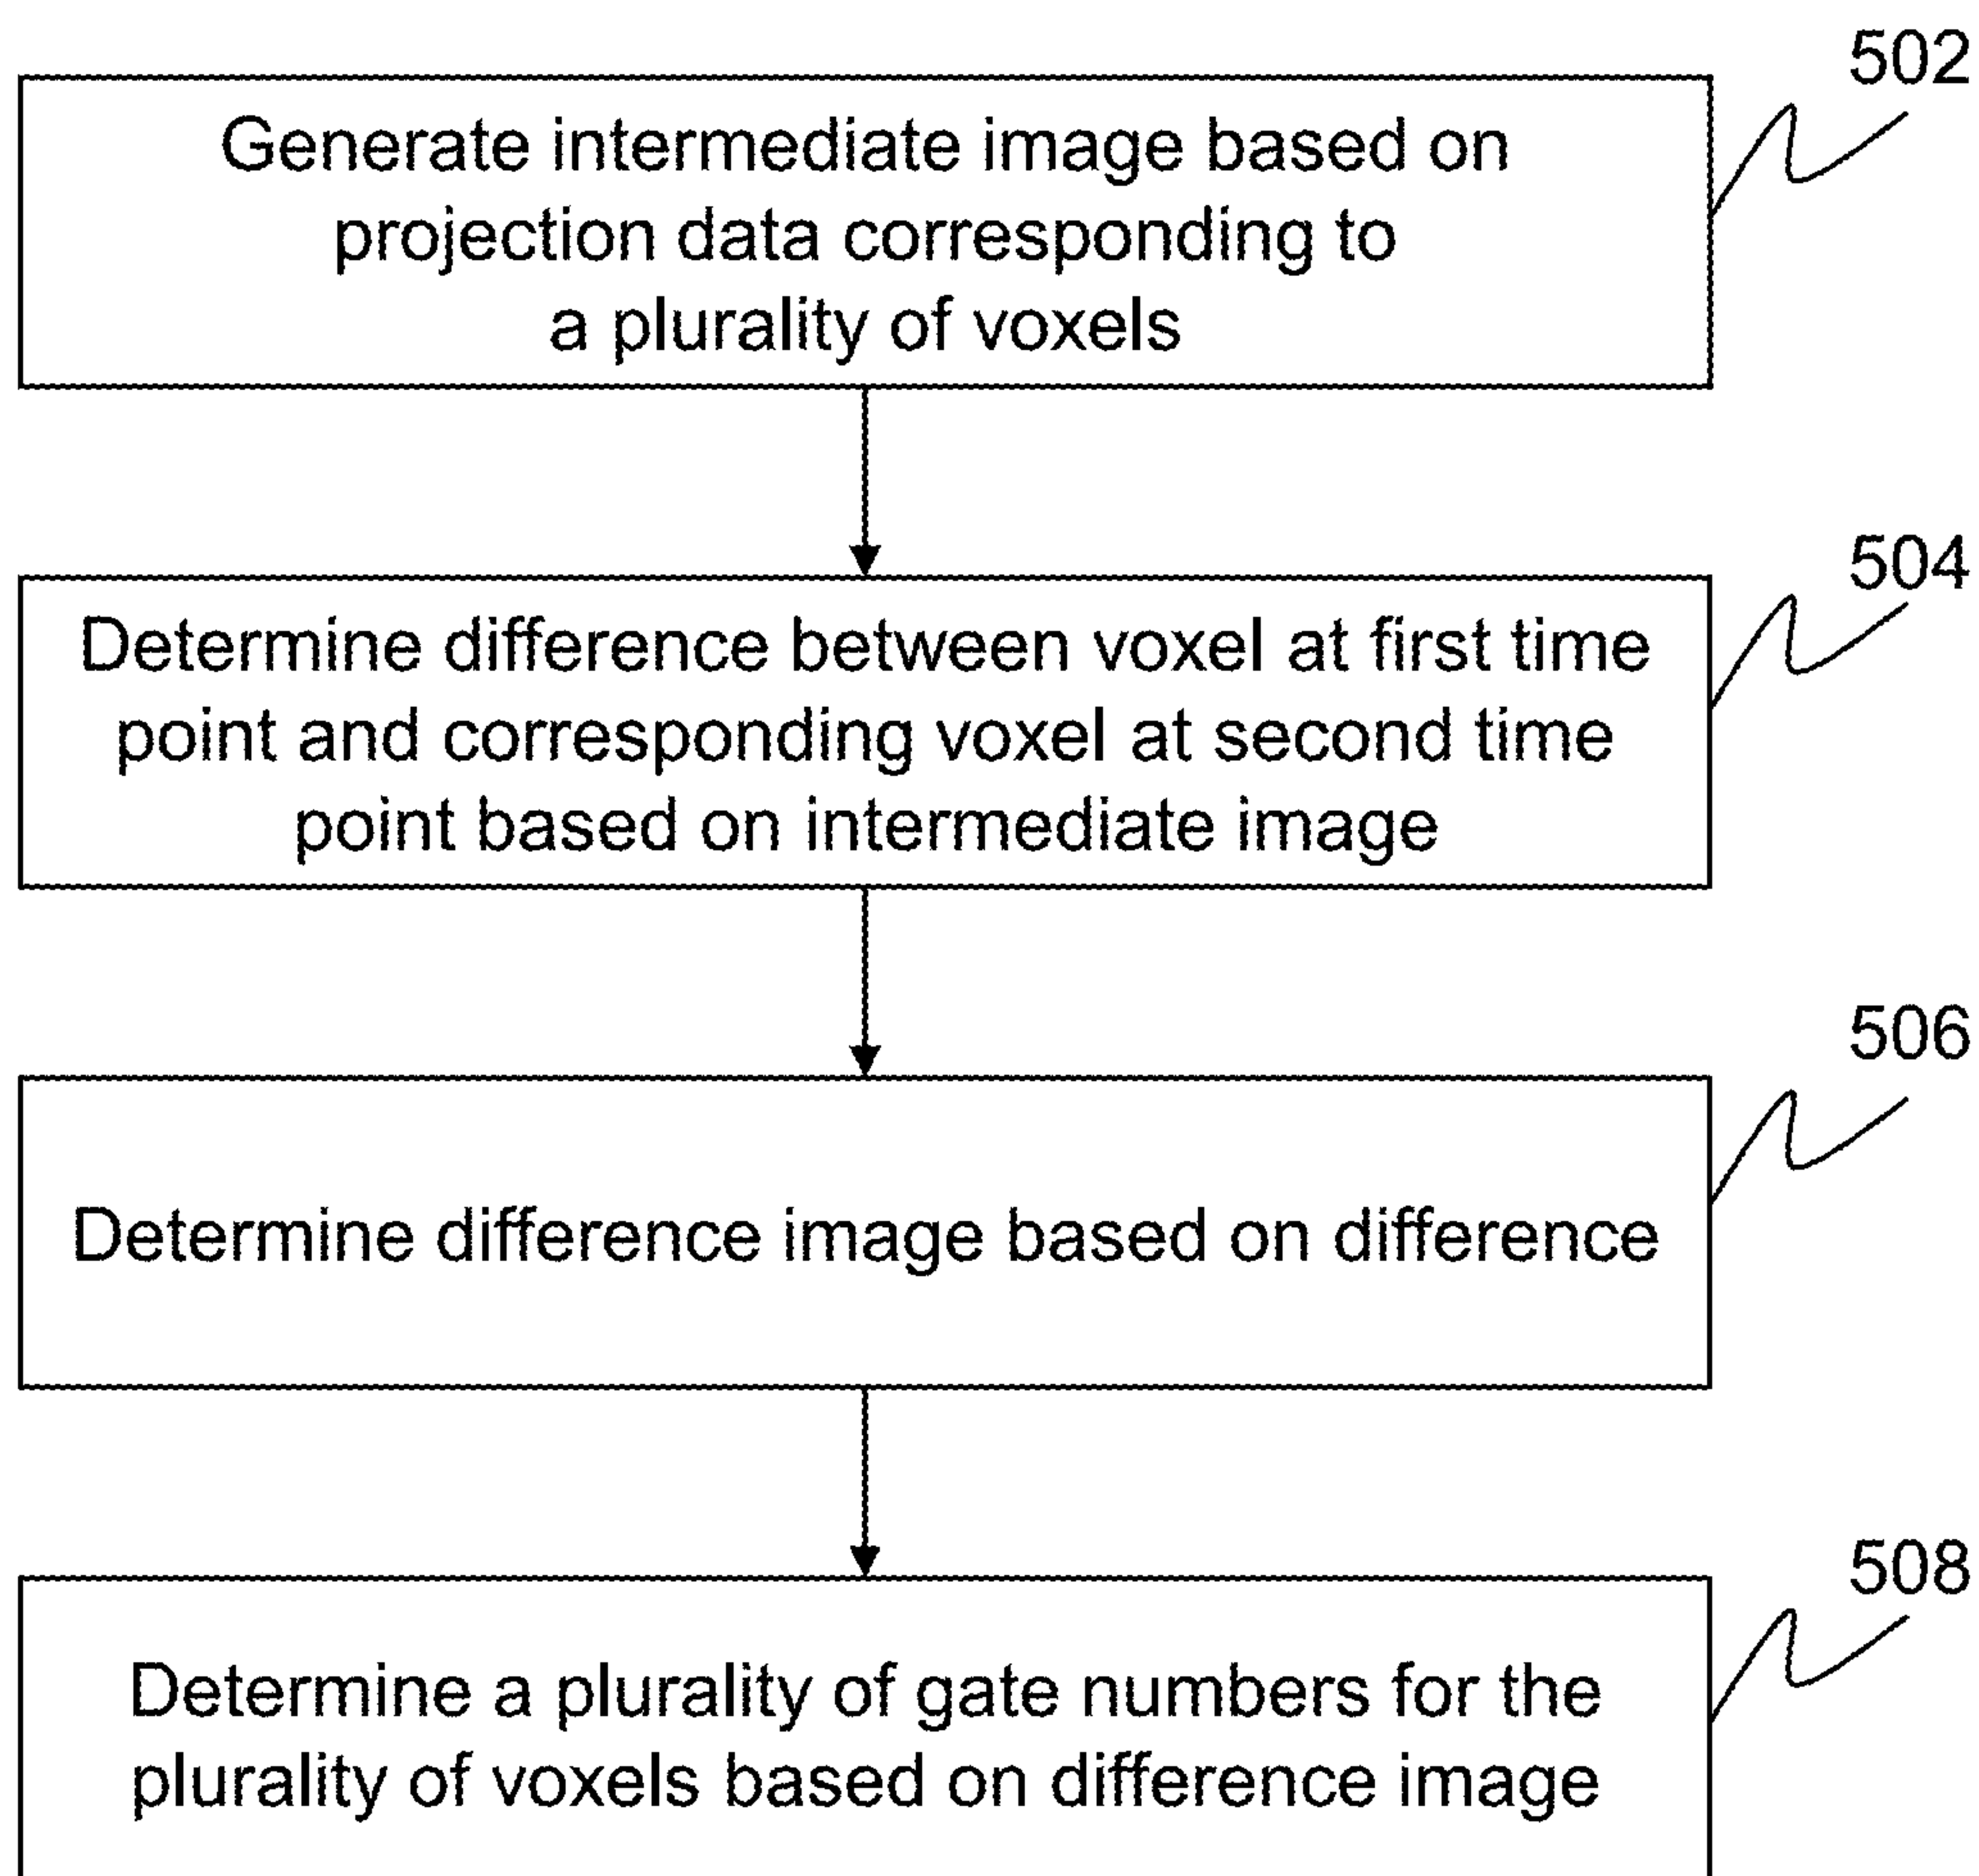 502
Generate intermediate image based on
projection data corresponding to
a plurality of voxels
504
Determine difference between voxel at first time
point and corresponding voxel at second time
point based on intermediate image
506
Determine difference image based on difference
508
Determine a plurality of gate numbers for the
plurality of voxels based on difference image